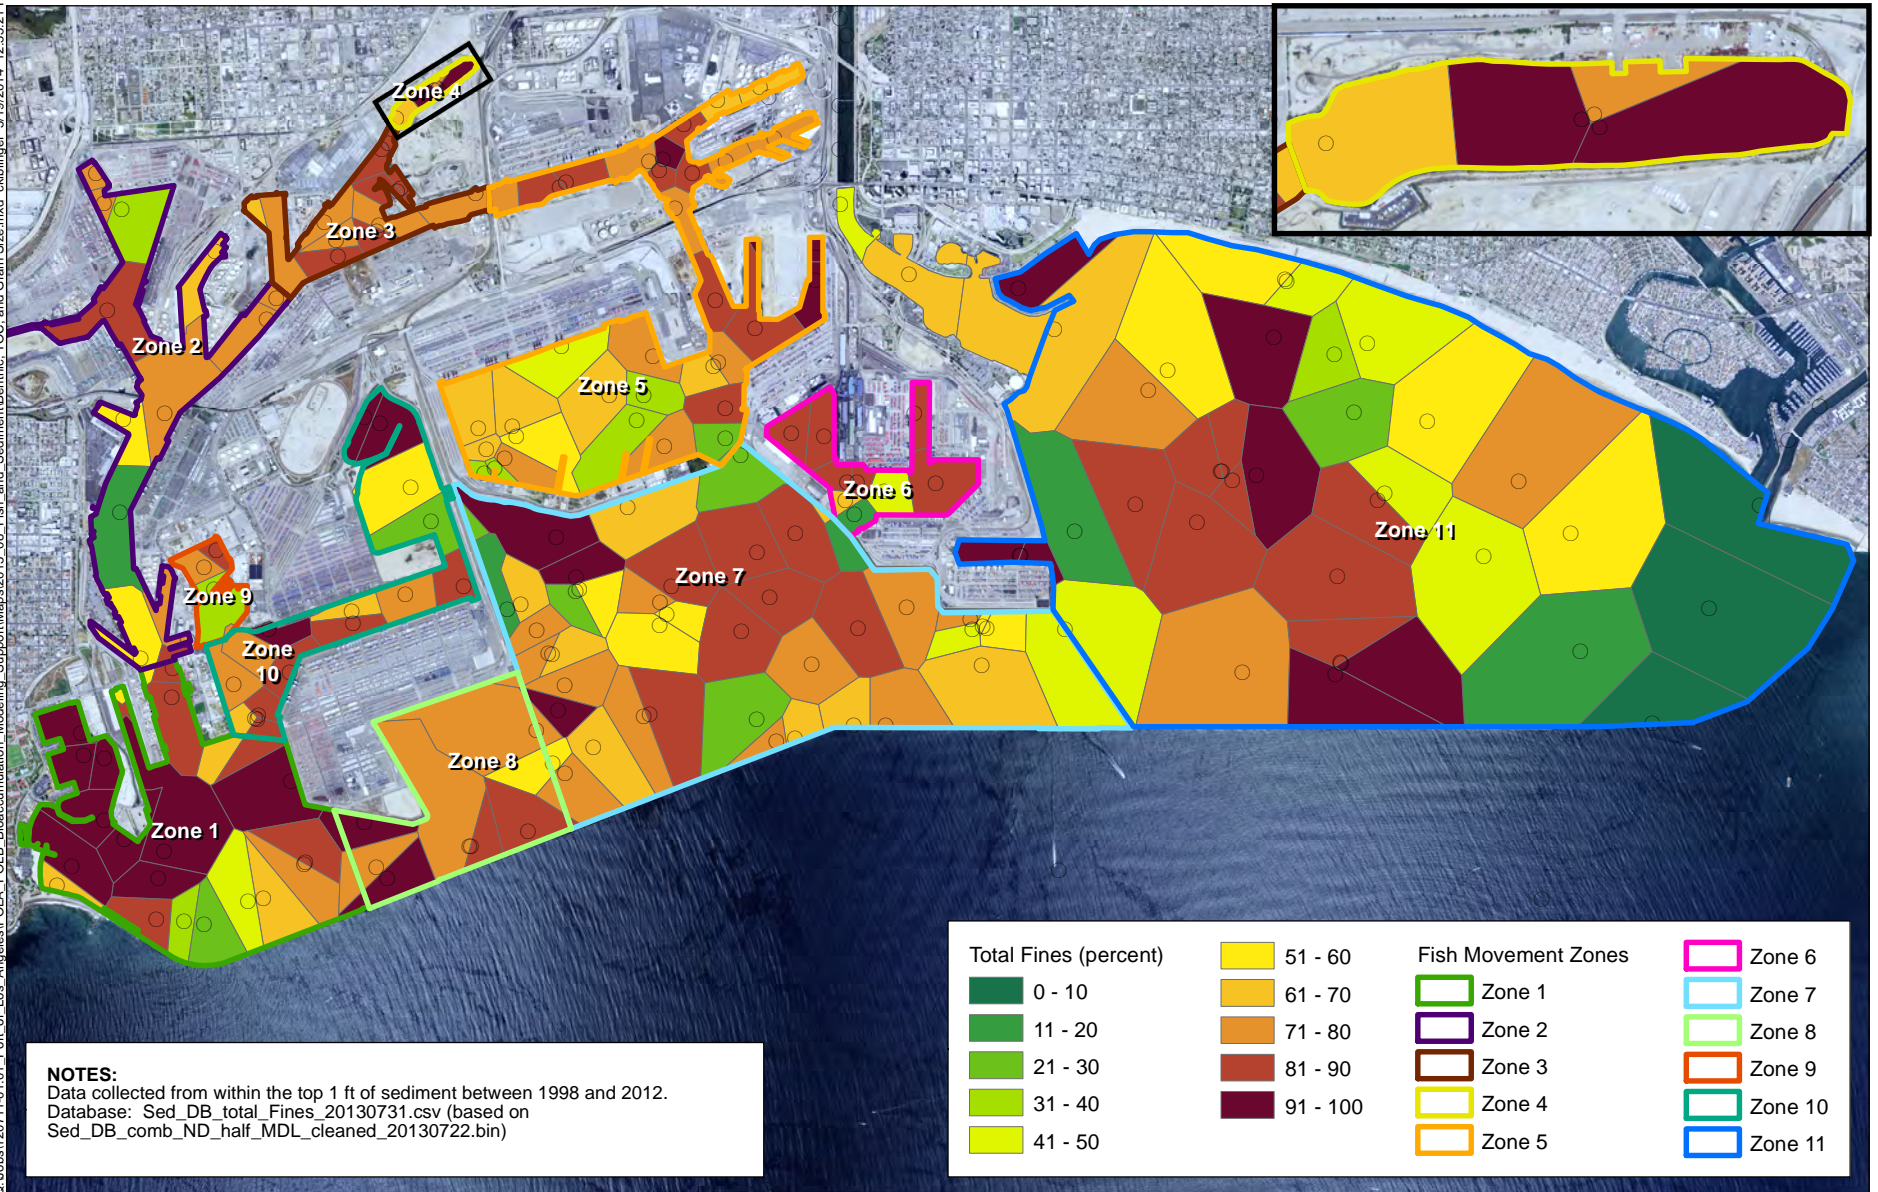 Zone 4
Zone 3
Zone 2
Zone 5
Zone 6
Zone 11
Zone 7
Zone 9
Zone
10
Zone 8
Zone 1
NOTES:
Data collected from within the top 1 ft of sediment between 1998 and 2012.
Database: Sed_DB_total_Fines_20130731.csv (based on
Sed_DB_comb_ND_half_MDL_cleaned_20130722.bin)
Total Fines (percent)
0 - 10
11 - 20
21 - 30
31 - 40
41 - 50
51 - 60
61 - 70
71 - 80
81 - 90
91 - 100
Fish Movement Zones
Zone 1
Zone 2
Zone 3
Zone 4
Zone 5
Zone 6
Zone 7
Zone 8
Zone 9
Zone 10
Zone 11